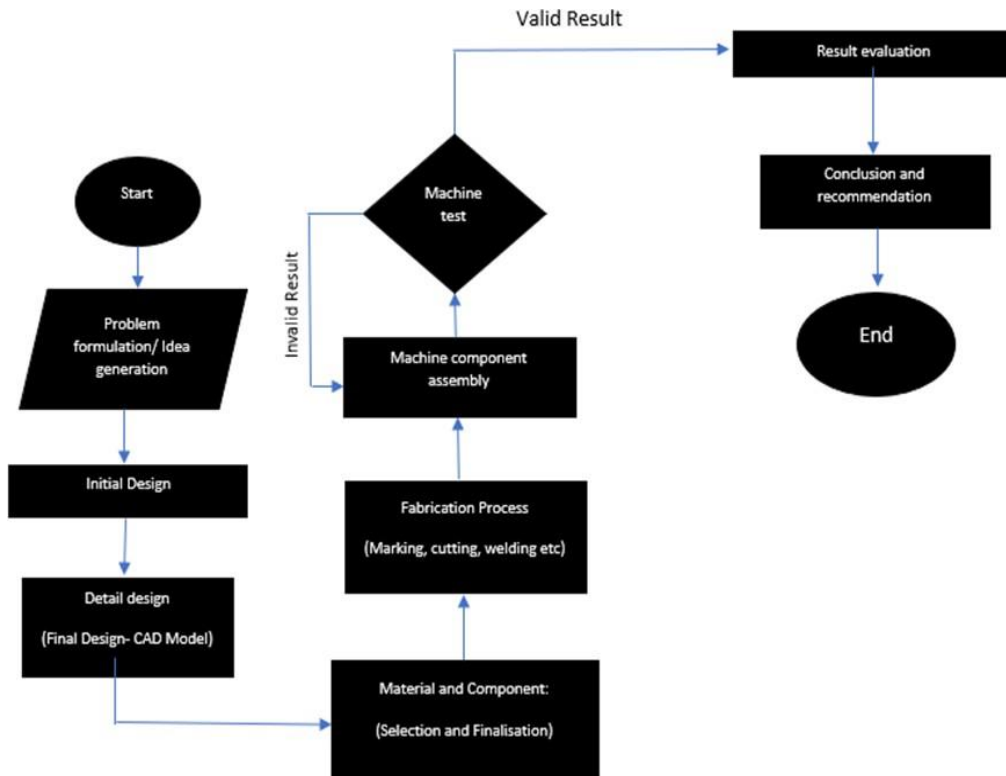 Start
Problem
formulation/ Idea
generation
Initial Design
Detail design
(Final Design- CAD Model)
Material and Component:
(Selection and Finalisation)
Fabrication Process
(Marking, cutting, welding etc)
Machine component
assembly
Machine
test
Invalid Result
Valid Result
Result evaluation
Conclusion and
recommendation
End